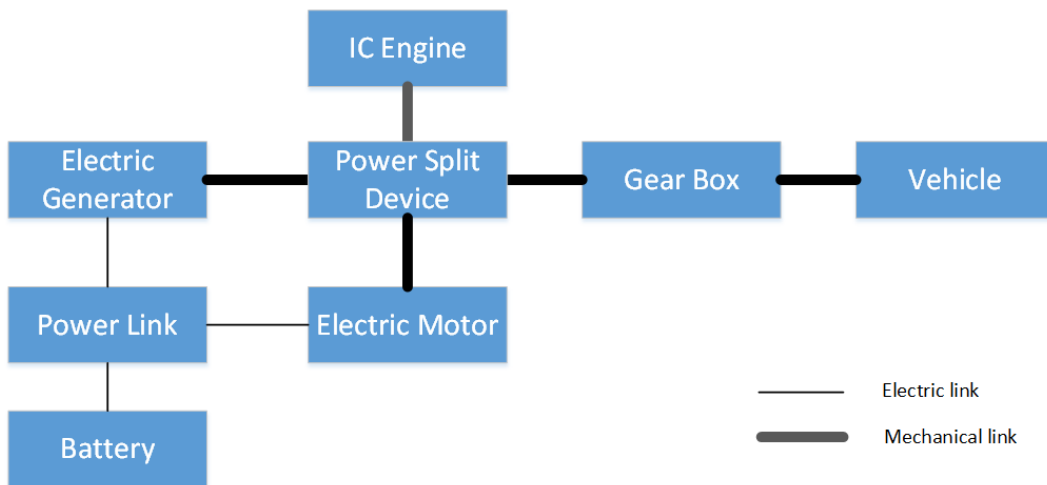 IC Engine
Electric
Generator
Power Split
Device
Gear Box
Vehicle
Power Link
Electric Motor
Battery
Electric link
Mechanical link